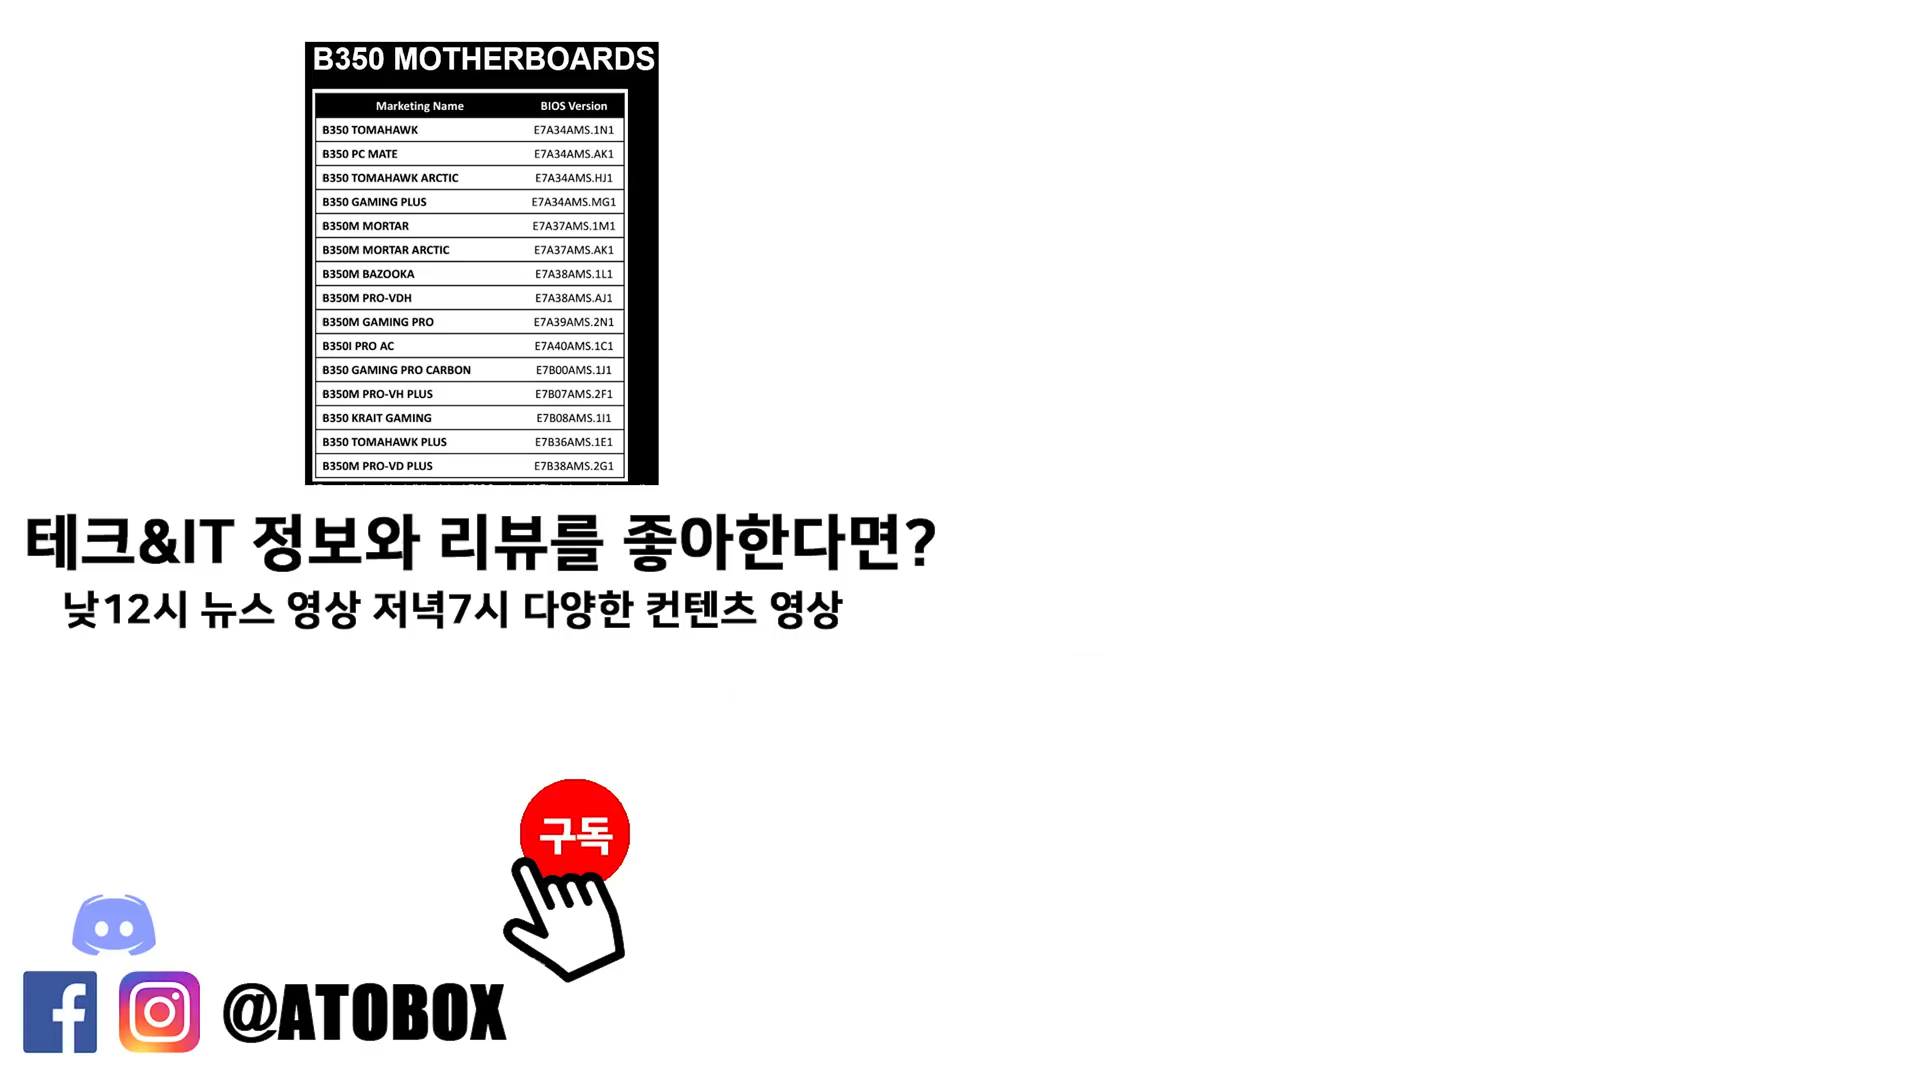 B350 MOTHERBOARDS
Marketing Name BIOS Version
B350 TOMAHAWK E7A34AMS.1N1
B350 PC MATE E7A34AMS.AK1
B350 TOMAHAWK ARCTIC E7A34AMS.HJ1
B350 GAMING PLUS E7A34AMS.MG1
B350M MORTAR E7A37AMS.1M1
B350M MORTAR ARCTIC E7A37AMS.AK1
B350M BAZOOKA E7A38AMS.1L1
B350M PRO-VDH E7A38AMS.AJ1
B350M GAMING PRO E7A39AMS.2N1
B350I PRO AC E7A40AMS.1C1
B350 GAMING PRO CARBON E7B00AMS.1J1
B350M PRO-VH PLUS E7B07AMS.2F1
B350 KRAIT GAMING E7B08AMS.1I1
B350 TOMAHAWK PLUS E7B36AMS.1E1
B350M PRO-VD PLUS E7B38AMS.2G1
테크&IT 정보와 리뷰를 좋아한다면?
낮12시 뉴스 영상 저녁7시 다양한 컨텐츠 영상
구독
@ATOBOX